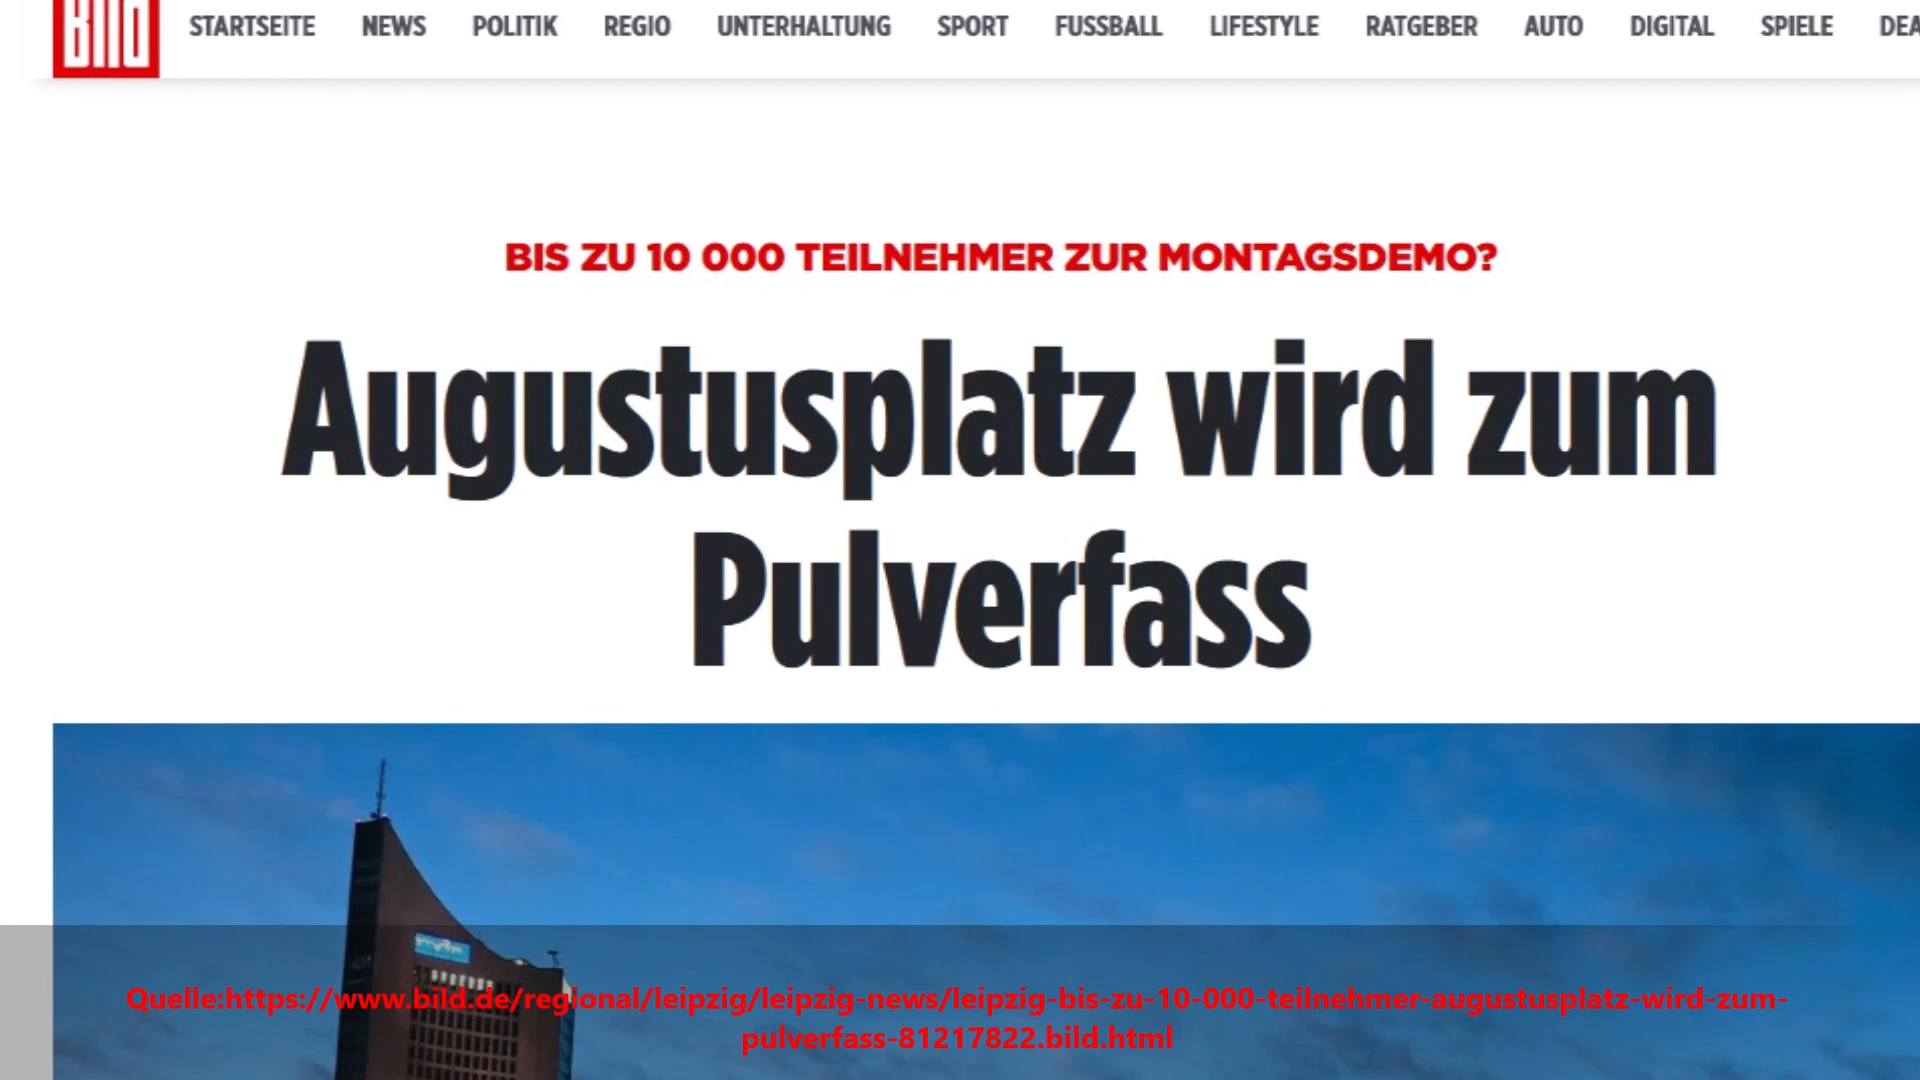 Bild STARTSEITE NEWS POLITIK REGIO UNTERHALTUNG SPORT FUSSBALL LIFESTYLE RATGEBER AUTO DIGITAL SPIELE DEA
BIS ZU 10 000 TEILNEHMER ZUR MONTAGSDEMO?
Augustusplatz wird zum
Pulverfass
Quelle:https://www.bild.de/regional/leipzig/leipzig-news/leipzig-bis-zu-10-000-teilnehmer-augustusplatz-wird-zum-
pulverfass-81217822.bild.html